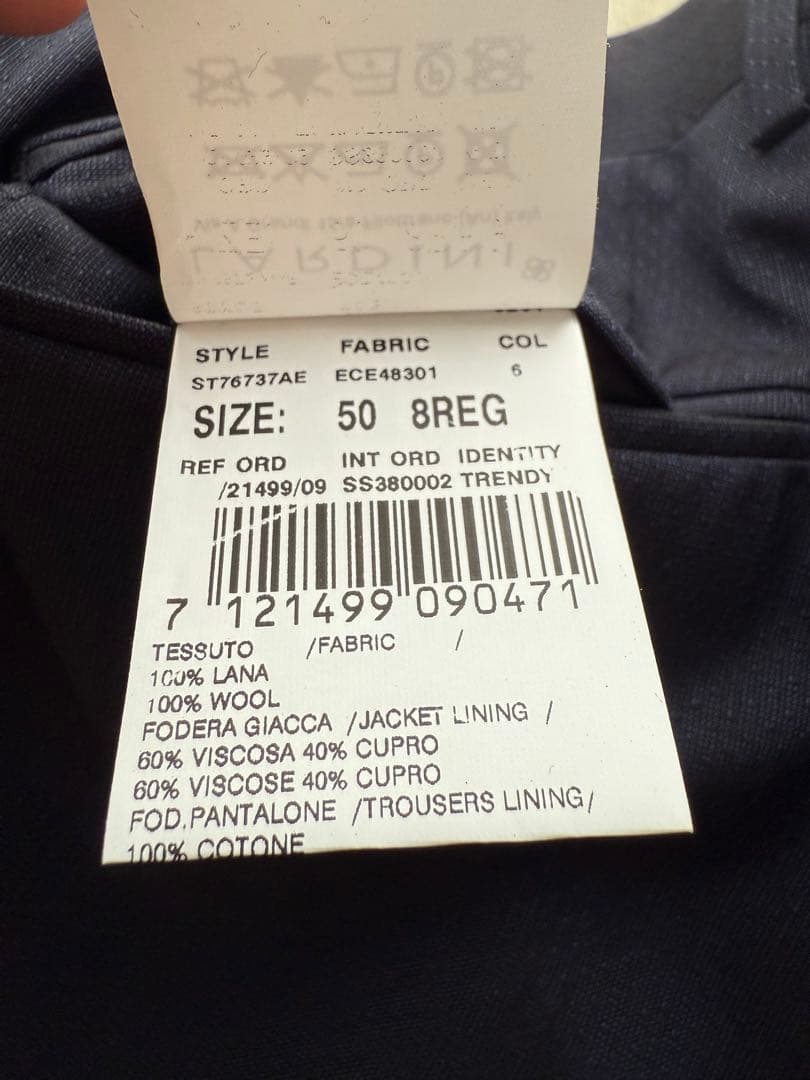 STYLE FABRIC COL
ST76737AE ECE48301 6
SIZE: 50 8REG
REF ORD INT ORD IDENTITY
/21499/09 SS380002 TRENDY
7 121499 090471
TESSUTO /FABRIC /
100% LANA
100% WOOL
FODERA GIACCA /JACKET LINING /
60% VISCOSA 40% CUPRO
60% VISCOSE 40% CUPRO
FOD.PANTALONE /TROUSERS LINING/
100% COTONE